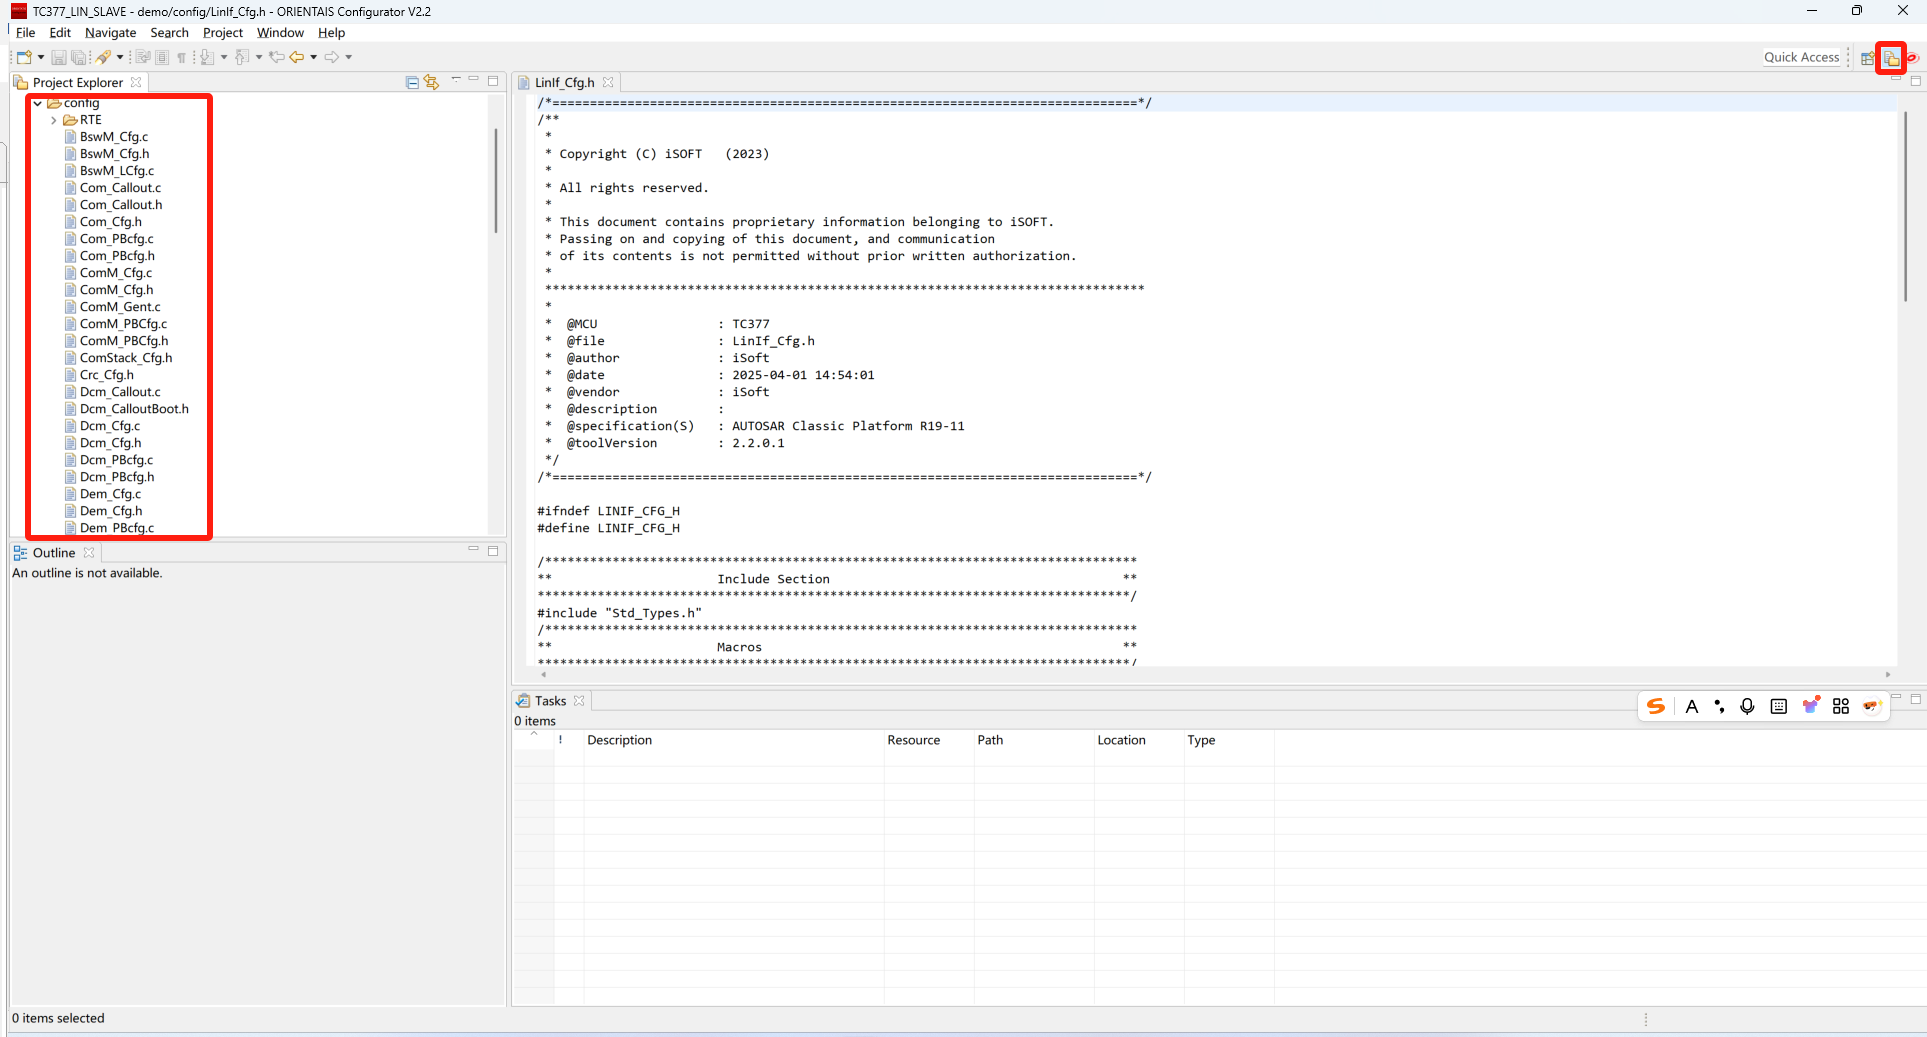 TC377_LIN_SLAVE - demo/config/LinIf_Cfg.h - ORIENTAIS Configurator V2.2
File Edit Navigate Search Project Window Help
Quick Access
Project Explorer
config
RTE
BswM_Cfg.c
BswM_Cfg.h
BswM_LCfg.c
Com_Callout.c
Com_Callout.h
Com_Cfg.h
Com_PBcfg.c
Com_PBcfg.h
ComM_Cfg.c
ComM_Cfg.h
ComM_Gent.c
ComM_PBCfg.c
ComM_PBCfg.h
ComStack_Cfg.h
Crc_Cfg.h
Dcm_Callout.c
Dcm_CalloutBoot.h
Dcm_Cfg.c
Dcm_Cfg.h
Dcm_PBcfg.c
Dcm_PBcfg.h
Dem_Cfg.c
Dem_Cfg.h
Dem_PBcfg.c
Outline
An outline is not available.
LinIf_Cfg.h
/*==============================================================================*/
/**
*
* Copyright (C) iSOFT (2023)
*
* All rights reserved.
*
* This document contains proprietary information belonging to iSOFT.
* Passing on and copying of this document, and communication
* of its contents is not permitted without prior written authorization.
*
********************************************************************************
*
* @MCU : TC377
* @file : LinIf_Cfg.h
* @author : iSoft
* @date : 2025-04-01 14:54:01
* @vendor : iSoft
* @description :
* @specification(S) : AUTOSAR Classic Platform R19-11
* @toolVersion : 2.2.0.1
*/
/*==============================================================================*/
#ifndef LINIF_CFG_H
#define LINIF_CFG_H
/*******************************************************************************
** Include Section **
*******************************************************************************/
#include "Std_Types.h"
/*******************************************************************************
** Macros **
*******************************************************************************/
Tasks
0 items
! Description Resource Path Location Type
S A
0 items selected